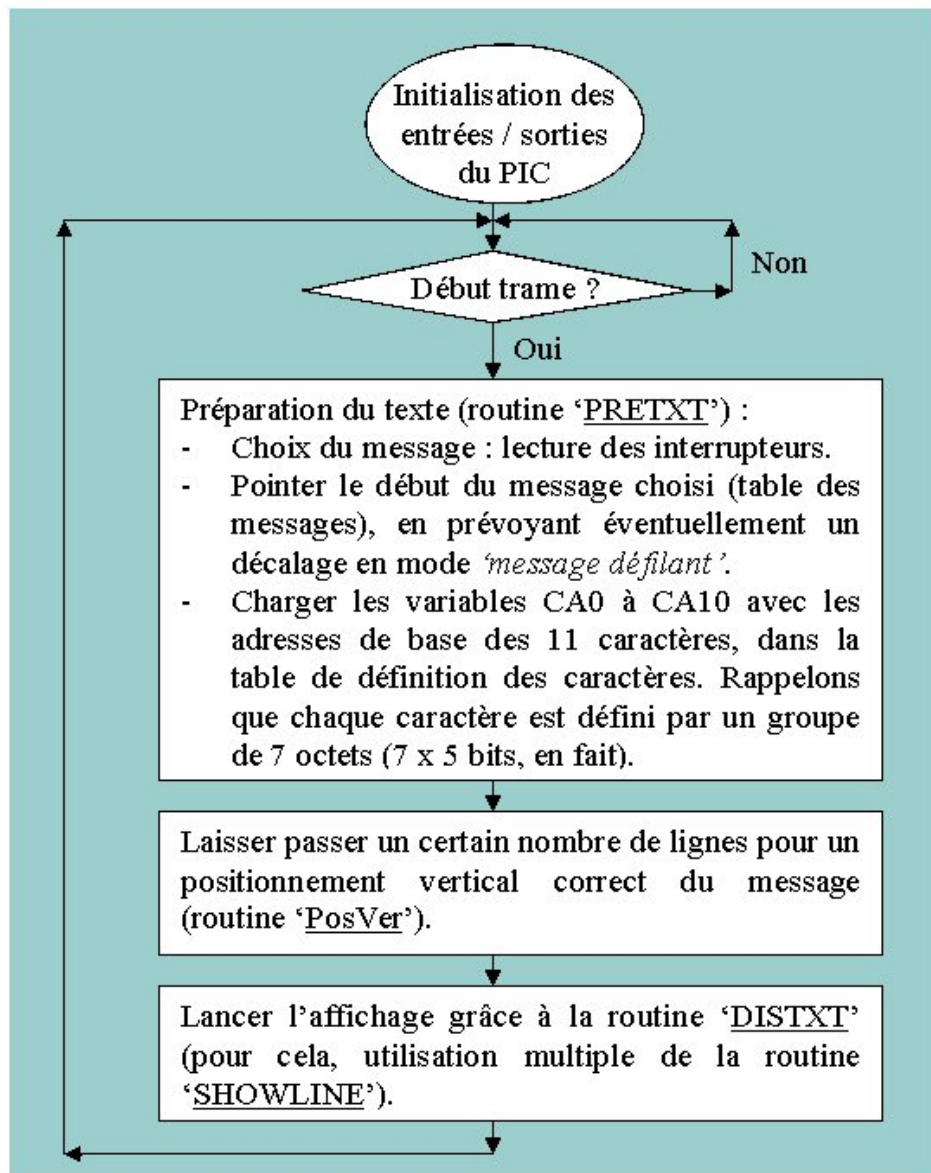 Initialisation des
entrées / sorties
du PIC
Non
Début trame ?
Oui
Préparation du texte (routine ‘PRETXT’) :
- Choix du message : lecture des interrupteurs.
- Pointer le début du message choisi (table des
messages), en prévoyant éventuellement un
décalage en mode ‘message défilant’.
- Charger les variables CA0 à CA10 avec les
adresses de base des 11 caractères, dans la
table de définition des caractères. Rappelons
que chaque caractère est défini par un groupe
de 7 octets (7 x 5 bits, en fait).
Laisser passer un certain nombre de lignes pour un
positionnement vertical correct du message
(routine ‘PosVer’).
Lancer l’affichage grâce à la routine ‘DISTXT’
(pour cela, utilisation multiple de la routine
‘SHOWLINE’).